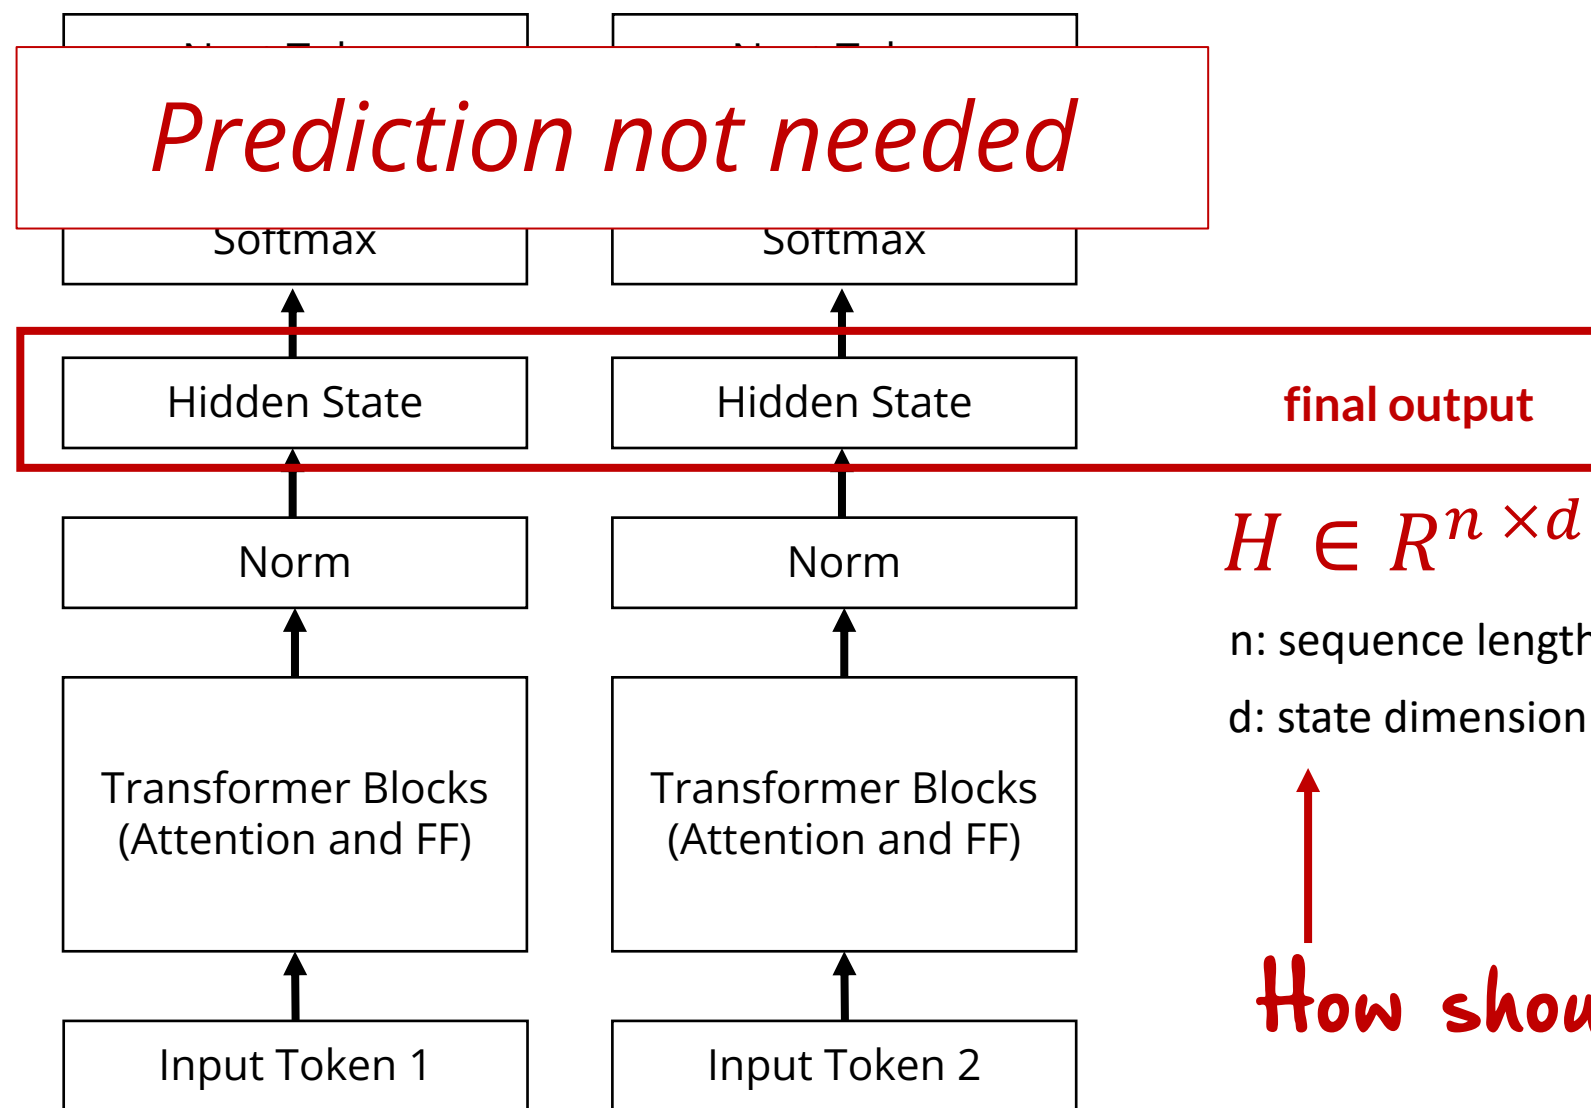 Prediction not needed
Softmax
Softmax
Hidden State
Hidden State
final output
Norm
Norm
H ∈ R^{n × d}
n: sequence length
d: state dimension
Transformer Blocks
(Attention and FF)
Transformer Blocks
(Attention and FF)
How shou
Input Token 1
Input Token 2